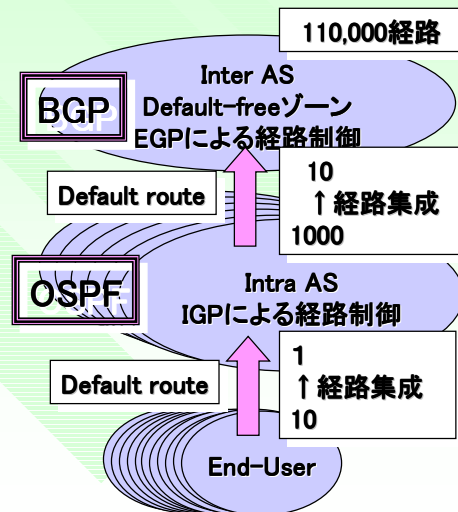 110,000経路
Inter AS
BGP
Default-freeゾーン
EGPによる経路制御
Default route
10
↑経路集成
1000
OSPF
Intra AS
IGPによる経路制御
Default route
1
↑経路集成
10
End-User